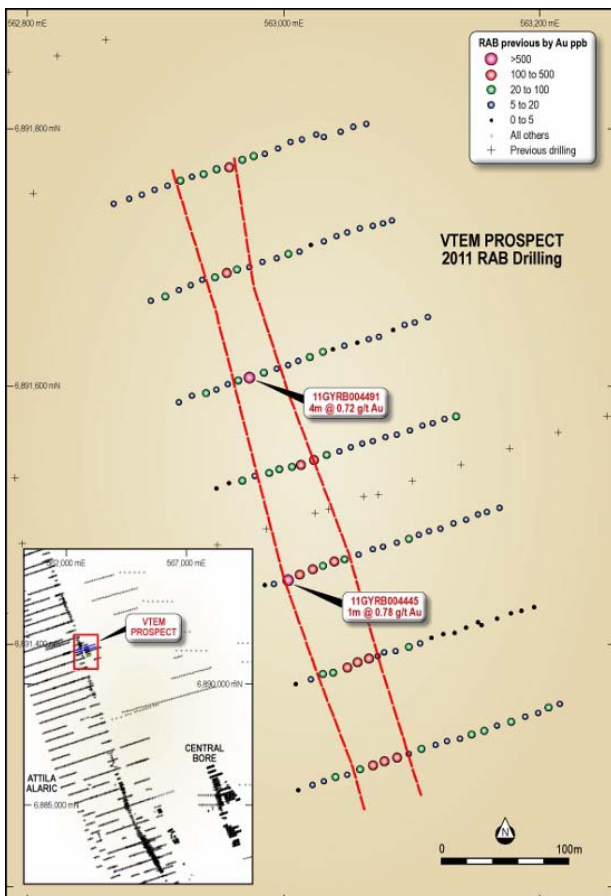 562,800 mE
563,000 mE
563,200 mE
RAB previous by Au ppb
>500
100 to 500
20 to 100
5 to 20
0 to 5
All others
Previous drilling
6,891,800 mN
VTEM PROSPECT
2011 RAB Drilling
6,891,600 mN
11GYRB004491
4m @ 0.72 g/t Au
11GYRB004445
1m @ 0.78 g/t Au
562,000 mE
567,000 mE
VTEM
PROSPECT
6,891,400 mN
6,890,000 mN
CENTRAL
BORE
ATTILA
ALARIC
6,885,000 mN
N
0
100m